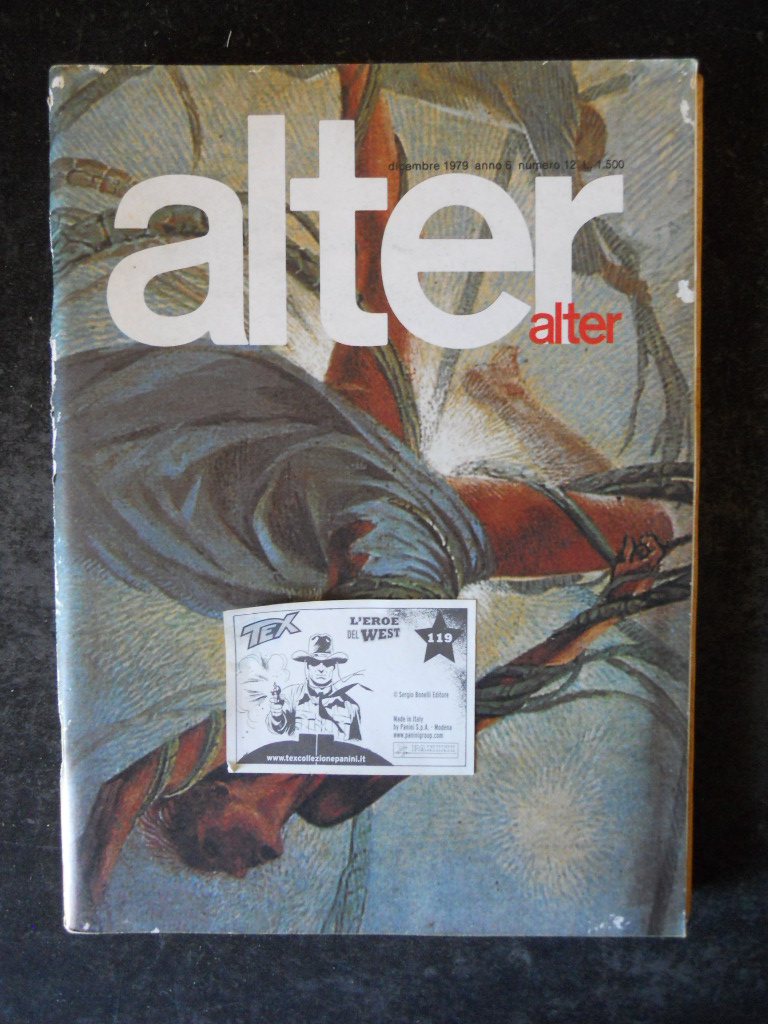 dicembre 1979 anno 6 numero 12 L. 1.500
alter
alter
TEX
L'EROE
DEL WEST
119
© Sergio Bonelli Editore
Made in Italy
by Panini S.p.A. - Modena
www.paninigroup.com
www.texcollezionepanini.it